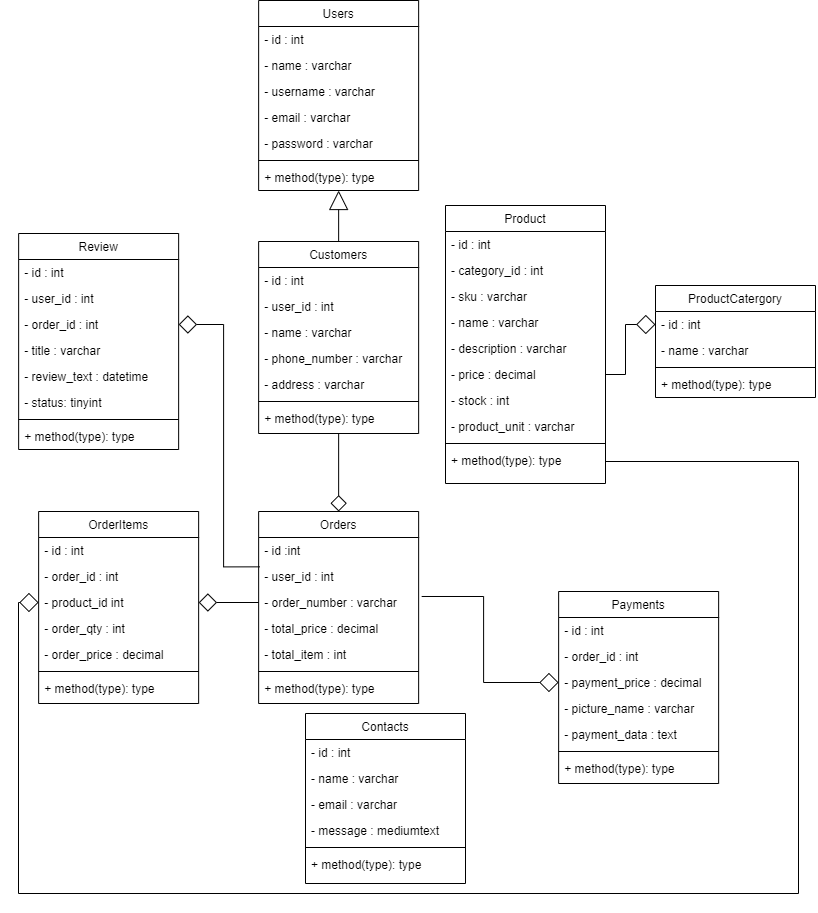 Users
- id : int
- name : varchar
- username : varchar
- email : varchar
- password : varchar
+ method(type): type
Product
- id : int
- category_id : int
- sku : varchar
- name : varchar
- description : varchar
- price : decimal
- stock : int
- product_unit : varchar
+ method(type): type
Review
- id : int
- user_id : int
- order_id : int
- title : varchar
- review_text : datetime
- status: tinyint
+ method(type): type
Customers
- id : int
- user_id : int
- name : varchar
- phone_number : varchar
- address : varchar
+ method(type): type
ProductCatergory
- id : int
- name : varchar
+ method(type): type
OrderItems
- id : int
- order_id : int
- product_id int
- order_qty : int
- order_price : decimal
+ method(type): type
Orders
- id :int
- user_id : int
- order_number : varchar
- total_price : decimal
- total_item : int
+ method(type): type
Payments
- id : int
- order_id : int
- payment_price : decimal
- picture_name : varchar
- payment_data : text
+ method(type): type
Contacts
- id : int
- name : varchar
- email : varchar
- message : mediumtext
+ method(type): type